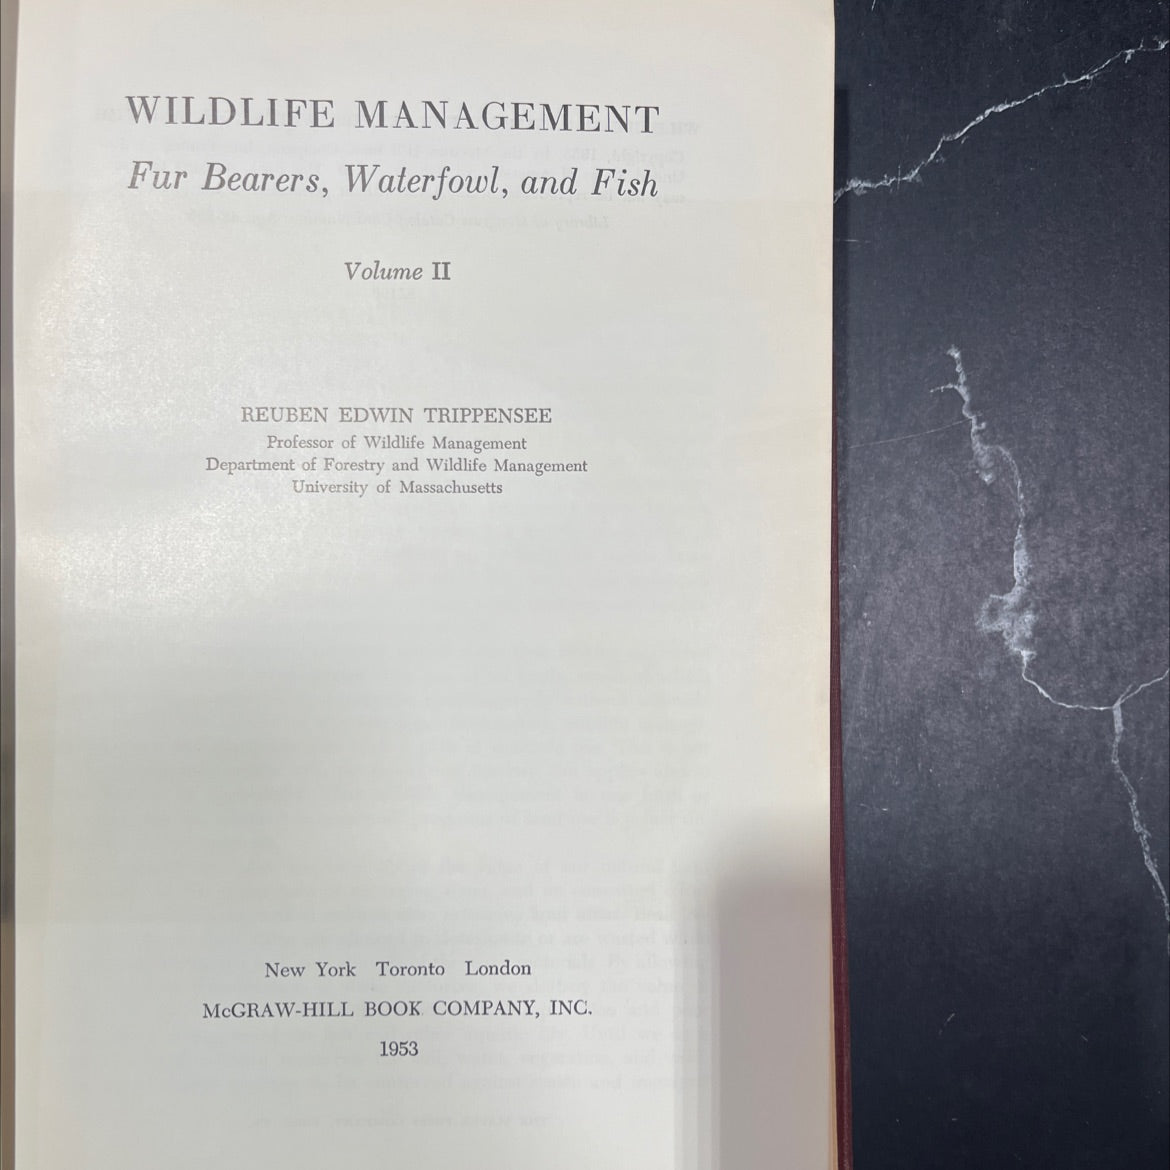 WILDLIFE MANAGEMENT
Fur Bearers, Waterfowl, and Fish
Volume II
REUBEN EDWIN TRIPPENSEE
Professor of Wildlife Management
Department of Forestry and Wildlife Management
University of Massachusetts
New York Toronto London
McGRAW-HILL BOOK COMPANY, INC.
1953